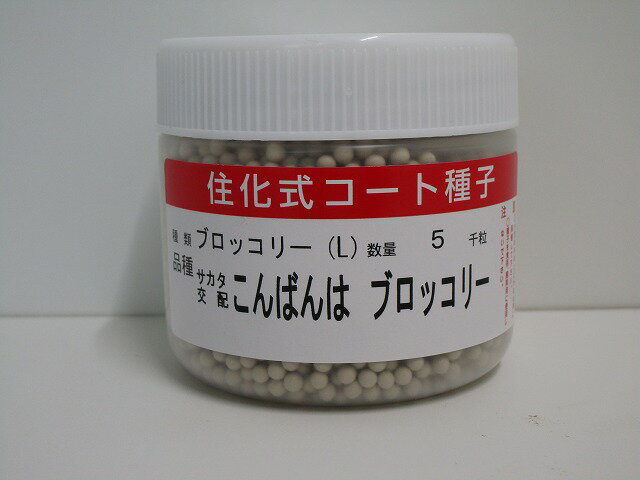 住化式コート種子
種類 ブロッコリー（L） 数量 5 千粒
品種 サカタ交配 こんばんは ブロッコリー